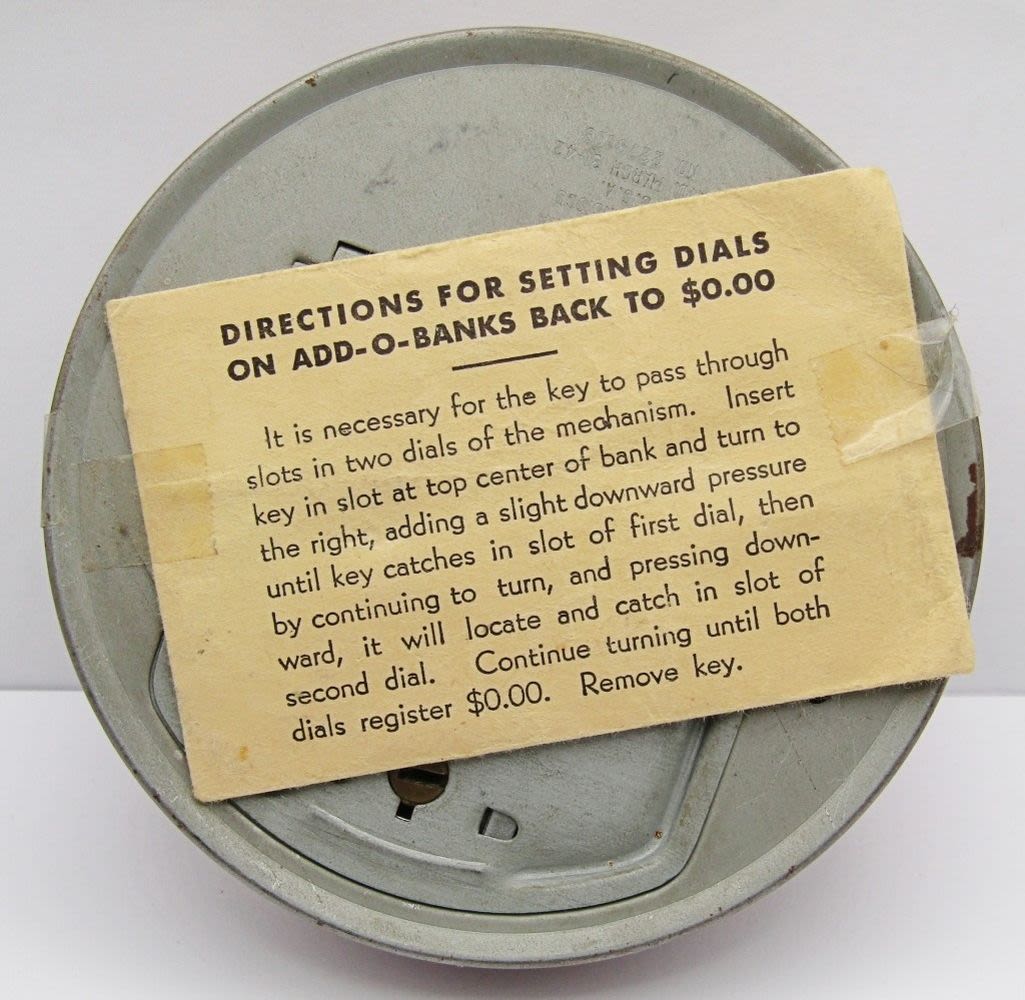 DIRECTIONS FOR SETTING DIALS
ON ADD-O-BANKS BACK TO $0.00
It is necessary for the key to pass through
slots in two dials of the mechanism. Insert
key in slot at top center of bank and turn to
the right, adding a slight downward pressure
until key catches in slot of first dial, then
by continuing to turn, and pressing down-
ward, it will locate and catch in slot of
second dial. Continue turning until both
dials register $0.00. Remove key.
U.S.A.
MARCH
NO.